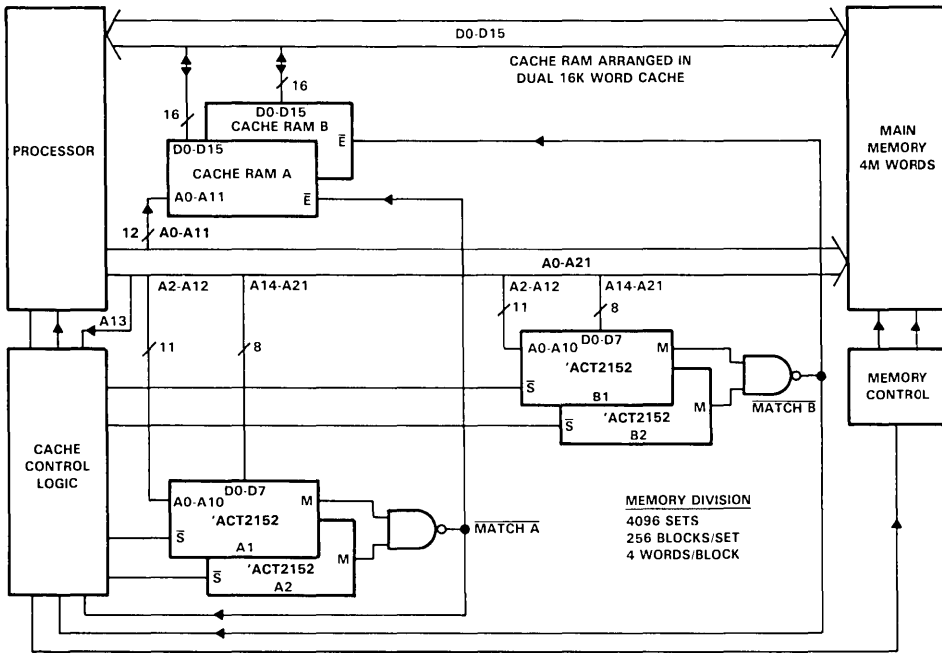 D0-D15
CACHE RAM ARRANGED IN
DUAL 16K WORD CACHE
PROCESSOR
16
16
D0-D15
CACHE RAM B
E̅
D0-D15
CACHE RAM A
A0-A11
E̅
MAIN
MEMORY
4M WORDS
12
A0-A11
A0-A21
A13
A2-A12
A14-A21
11
8
A2-A12
A14-A21
11
8
D0-D7
A0-A10
M
'ACT2152
S̅
B1
'ACT2152
M
S̅
B2
M̅A̅T̅C̅H̅ B̅
MEMORY
CONTROL
CACHE
CONTROL
LOGIC
D0-D7
A0-A10
M
'ACT2152
S̅
A1
'ACT2152
M
S̅
A2
M̅A̅T̅C̅H̅ A̅
MEMORY DIVISION
4096 SETS
256 BLOCKS/SET
4 WORDS/BLOCK